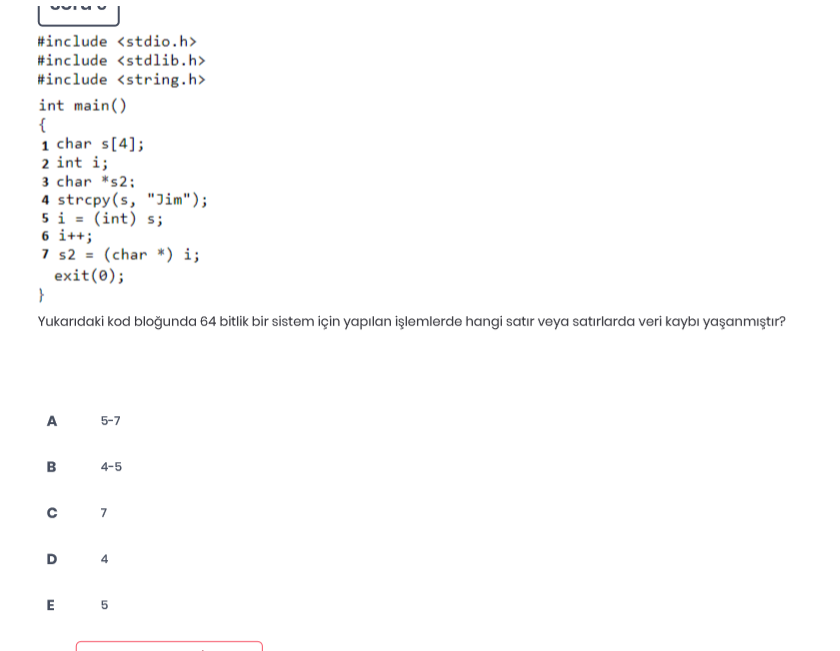 #include <stdio.h>
#include <stdlib.h>
#include <string.h>
int main()
{
1 char s[4];
2 int i;
3 char *s2;
4 strcpy(s, "Jim");
5 i = (int) s;
6 i++;
7 s2 = (char *) i;
exit(0);
}
Yukarıdaki kod bloğunda 64 bitlik bir sistem için yapılan işlemlerde hangi satır veya satırlarda veri kaybı yaşanmıştır?
A 5-7
B 4-5
C 7
D 4
E 5